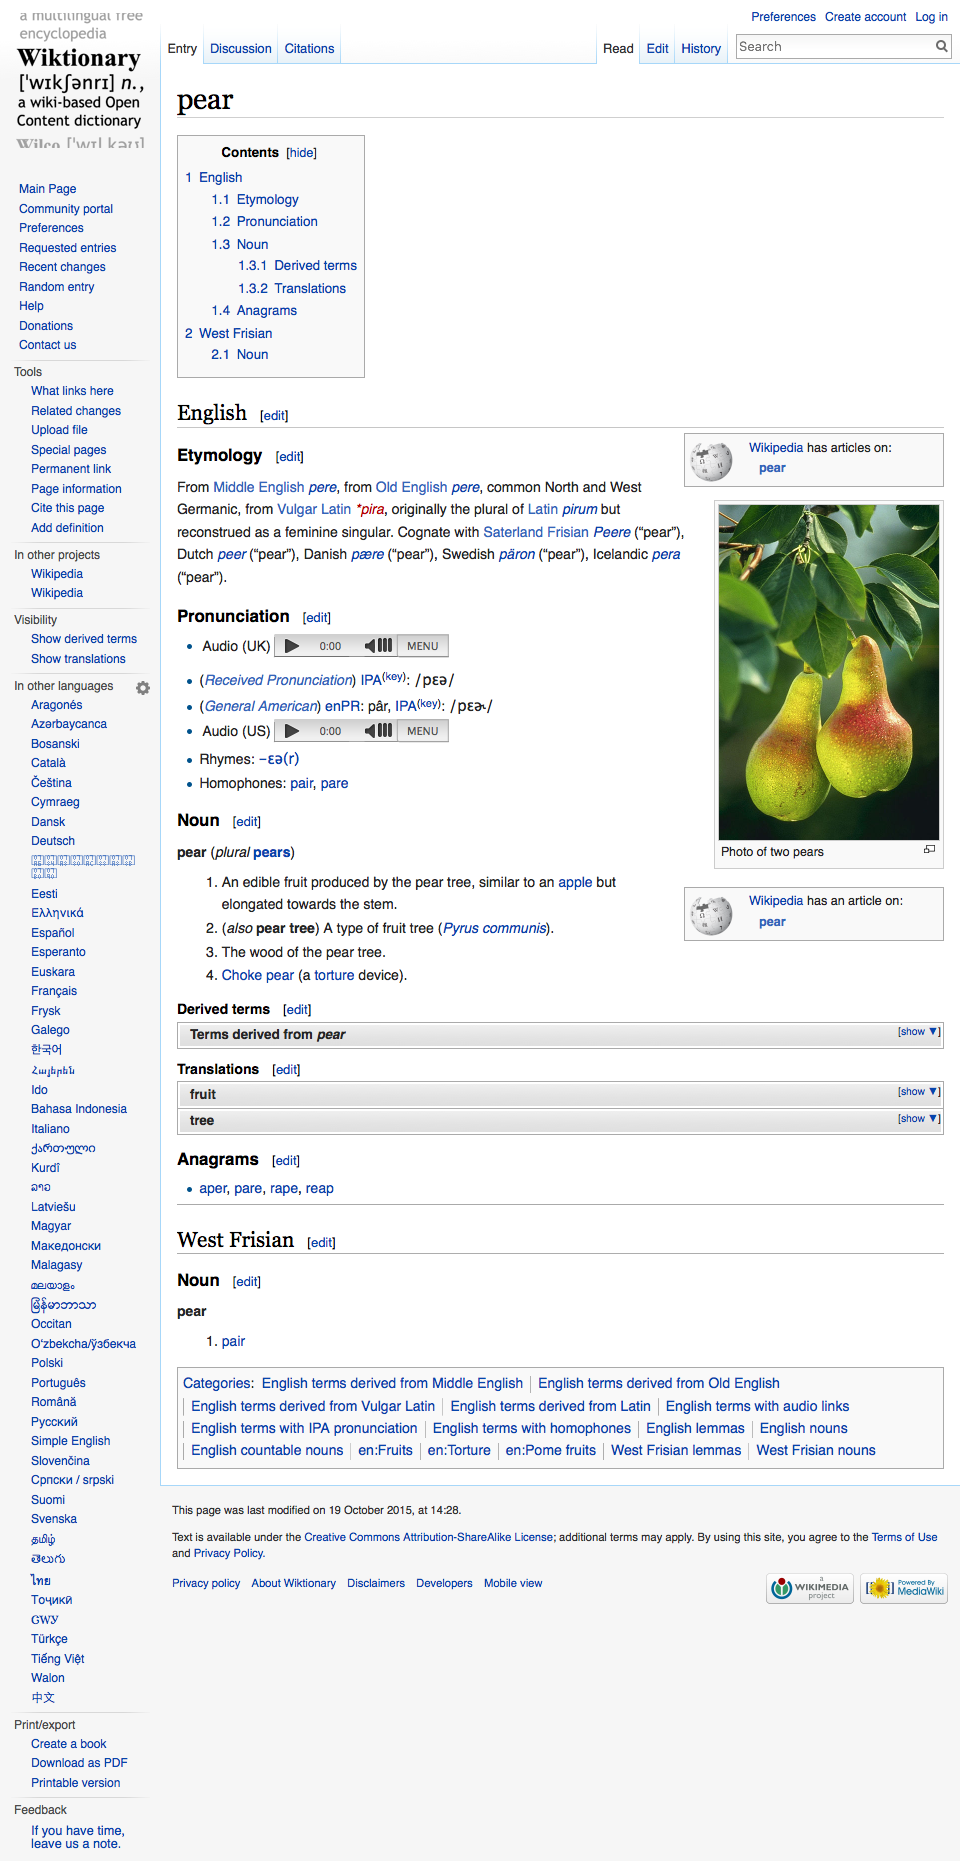 a multilingual free
encyclopedia
Wiktionary
['wɪkʃənrɪ] n.,
a wiki-based Open
Content dictionary
Wilco ['wɪl kəʊ]
Preferences Create account Log in
Entry Discussion Citations Read Edit History Search
pear
Contents [hide]
1 English
1.1 Etymology
1.2 Pronunciation
1.3 Noun
1.3.1 Derived terms
1.3.2 Translations
1.4 Anagrams
2 West Frisian
2.1 Noun
Main Page
Community portal
Preferences
Requested entries
Recent changes
Random entry
Help
Donations
Contact us
Tools
What links here
Related changes
Upload file
Special pages
Permanent link
Page information
Cite this page
Add definition
In other projects
Wikipedia
Wikipedia
Visibility
Show derived terms
Show translations
In other languages
Aragonés
Azərbaycanca
Bosanski
Català
Čeština
Cymraeg
Dansk
Deutsch
Eesti
Ελληνικά
Español
Esperanto
Euskara
Français
Frysk
Galego
한국어
Հայերեն
Ido
Bahasa Indonesia
Italiano
ქართული
Kurdî
ລາວ
Latviešu
Magyar
Македонски
Malagasy
മലയാളം
မြန်မာဘာသာ
Occitan
Oʻzbekcha/ўзбекча
Polski
Português
Română
Русский
Simple English
Slovenčina
Српски / srpski
Suomi
Svenska
தமிழ்
తెలుగు
ไทย
Тоҷикӣ
ᏣᎳᎩ
Türkçe
Tiếng Việt
Walon
中文
Print/export
Create a book
Download as PDF
Printable version
Feedback
If you have time,
leave us a note.
English [edit]
Etymology [edit]
Wikipedia has articles on:
pear
From Middle English pere, from Old English pere, common North and West
Germanic, from Vulgar Latin *pira, originally the plural of Latin pirum but
reconstrued as a feminine singular. Cognate with Saterland Frisian Peere (“pear”),
Dutch peer (“pear”), Danish pære (“pear”), Swedish päron (“pear”), Icelandic pera
(“pear”).
Pronunciation [edit]
Audio (UK) 0:00 MENU
(Received Pronunciation) IPA(key): /pɛə/
(General American) enPR: pâr, IPA(key): /pɛɚ/
Audio (US) 0:00 MENU
Rhymes: -ɛə(r)
Homophones: pair, pare
Photo of two pears
Noun [edit]
pear (plural pears)
1. An edible fruit produced by the pear tree, similar to an apple but
elongated towards the stem.
2. (also pear tree) A type of fruit tree (Pyrus communis).
3. The wood of the pear tree.
4. Choke pear (a torture device).
Wikipedia has an article on:
pear
Derived terms [edit]
Terms derived from pear [show ▼]
Translations [edit]
fruit [show ▼]
tree [show ▼]
Anagrams [edit]
aper, pare, rape, reap
West Frisian [edit]
Noun [edit]
pear
1. pair
Categories: English terms derived from Middle English English terms derived from Old English
English terms derived from Vulgar Latin English terms derived from Latin English terms with audio links
English terms with IPA pronunciation English terms with homophones English lemmas English nouns
English countable nouns en:Fruits en:Torture en:Pome fruits West Frisian lemmas West Frisian nouns
This page was last modified on 19 October 2015, at 14:28.
Text is available under the Creative Commons Attribution-ShareAlike License; additional terms may apply. By using this site, you agree to the Terms of Use
and Privacy Policy.
Privacy policy About Wiktionary Disclaimers Developers Mobile view
a WIKIMEDIA project
Powered By MediaWiki